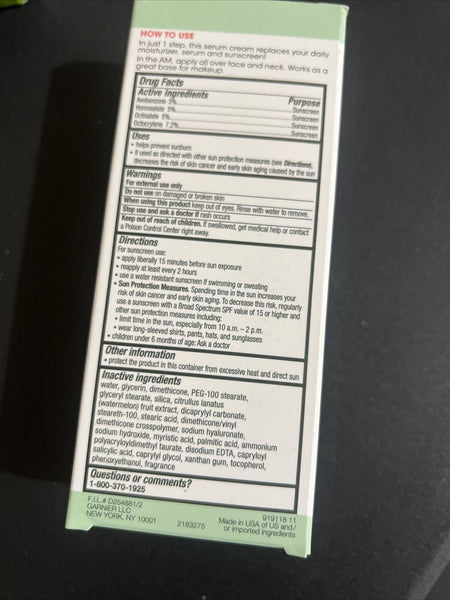 HOW TO USE
In just 1 step, this serum cream replaces your daily
moisturizer, serum and sunscreen!
In the AM, apply all over face and neck. Works as a
great base for makeup.
Drug Facts
Active Ingredients Purpose
Avobenzone 3% Sunscreen
Homosalate 5% Sunscreen
Octisalate 5% Sunscreen
Octocrylene 7.2% Sunscreen
Uses
• helps prevent sunburn
• if used as directed with other sun protection measures (see Directions),
decreases the risk of skin cancer and early skin aging caused by the sun
Warnings
For external use only
Do not use on damaged or broken skin
When using this product keep out of eyes. Rinse with water to remove.
Stop use and ask a doctor if rash occurs
Keep out of reach of children. If swallowed, get medical help or contact
a Poison Control Center right away.
Directions
For sunscreen use:
• apply liberally 15 minutes before sun exposure
• reapply at least every 2 hours
• use a water resistant sunscreen if swimming or sweating
• Sun Protection Measures. Spending time in the sun increases your
risk of skin cancer and early skin aging. To decrease this risk, regularly
use a sunscreen with a Broad Spectrum SPF value of 15 or higher and
other sun protection measures including:
• limit time in the sun, especially from 10 a.m. – 2 p.m.
• wear long-sleeved shirts, pants, hats, and sunglasses
• children under 6 months of age: Ask a doctor
Other information
• protect the product in this container from excessive heat and direct sun
Inactive ingredients
water, glycerin, dimethicone, PEG-100 stearate,
glyceryl stearate, silica, citrullus lanatus
(watermelon) fruit extract, dicaprylyl carbonate,
steareth-100, stearic acid, dimethicone/vinyl
dimethicone crosspolymer, sodium hyaluronate,
sodium hydroxide, myristic acid, palmitic acid, ammonium
polyacryloyldimethyl taurate, disodium EDTA, capryloyl
salicylic acid, caprylyl glycol, xanthan gum, tocopherol,
phenoxyethanol, fragrance
Questions or comments?
1-800-370-1925
F.I.L.# D254881/2
GARNIER LLC
NEW YORK, NY 10001
2183275
919118 11
Made in USA of US and/
or imported ingredients